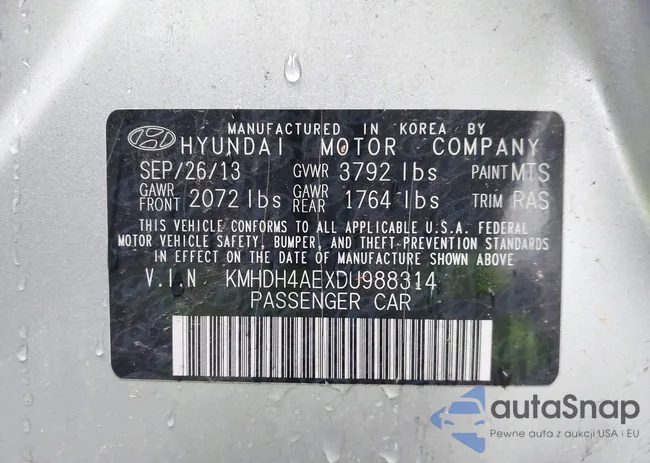 MANUFACTURED IN KOREA BY
HYUNDAI MOTOR COMPANY
SEP/26/13 GVWR 3792 lbs PAINT MTS
GAWR FRONT 2072 lbs GAWR REAR 1764 lbs TRIM RAS
THIS VEHICLE CONFORMS TO ALL APPLICABLE U.S.A. FEDERAL
MOTOR VEHICLE SAFETY, BUMPER, AND THEFT-PREVENTION STANDARDS
IN EFFECT ON THE DATE OF MANUFACTURE SHOWN ABOVE
V.I.N KMHDH4AEXDU988314
PASSENGER CAR
autoSnap
Pewne auta z aukcji USA i EU